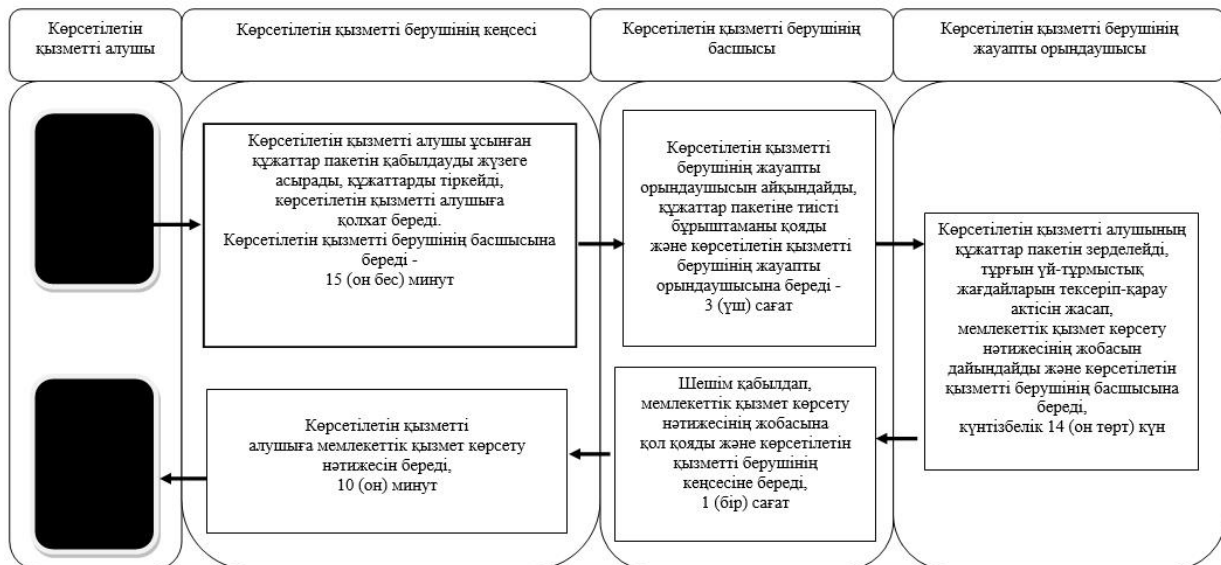 Көрсетілетін
қызметті алушы
Көрсетілетін қызметті берушінің кеңсесі
Көрсетілетін қызметті берушінің
басшысы
Көрсетілетін қызметті берушінің
жауапты орындаушысы
Көрсетілетін қызметті алушы ұсынған
құжаттар пакетін қабылдауды жүзеге
асырады, құжаттарды тіркейді,
көрсетілетін қызметті алушыға
қолхат береді.
Көрсетілетін қызметті берушінің басшысына
береді -
15 (он бес) минут
Көрсетілетін қызметті
берушінің жауапты
орындаушысын айқындайды,
құжаттар пакетіне тиісті
бұрыштаманы қояды
және көрсетілетін қызметті
берушінің жауапты
орындаушысына береді -
3 (үш) сағат
Көрсетілетін қызметті алушының
құжаттар пакетін зерделейді,
тұрғын үй-тұрмыстық
жағдайларын тексеріп-қарау
актісін жасап,
мемлекеттік қызмет көрсету
нәтижесінің жобасын
дайындайды және көрсетілетін
қызметті берушінің басшысына
береді,
күнтізбелік 14 (он төрт) күн
Шешім қабылдап,
мемлекеттік қызмет көрсету
нәтижесінің жобасына
қол қояды және көрсетілетін
қызметті берушінің
кеңсесіне береді,
1 (бір) сағат
Көрсетілетін қызметті
алушыға мемлекеттік қызмет көрсету
нәтижесін береді,
10 (он) минут